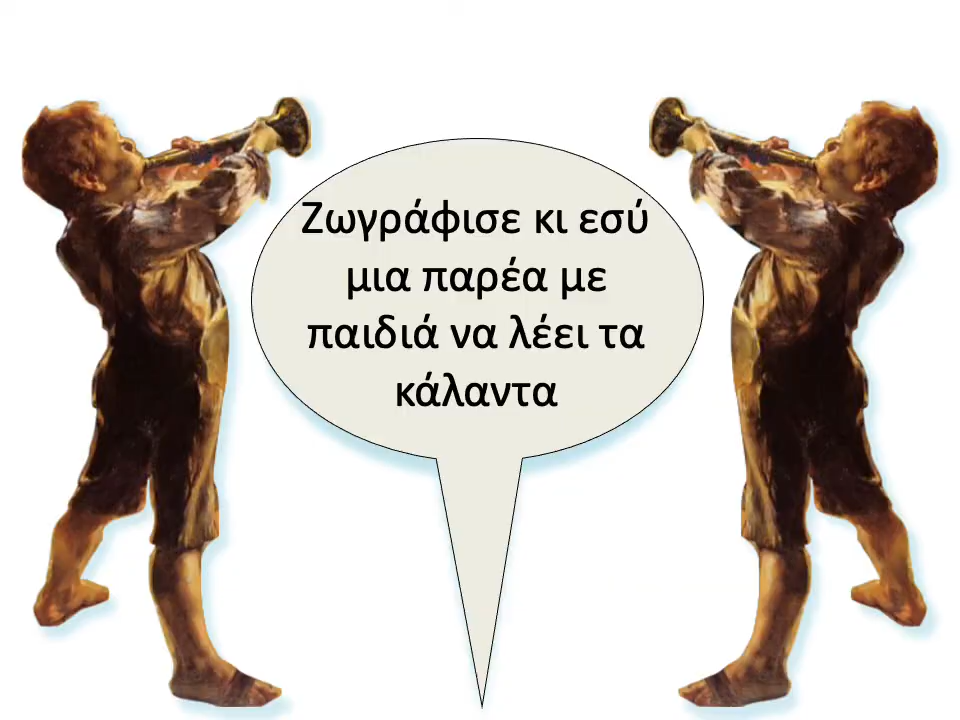 Ζωγράφισε κι εσύ
μια παρέα με
παιδιά να λέει τα
κάλαντα